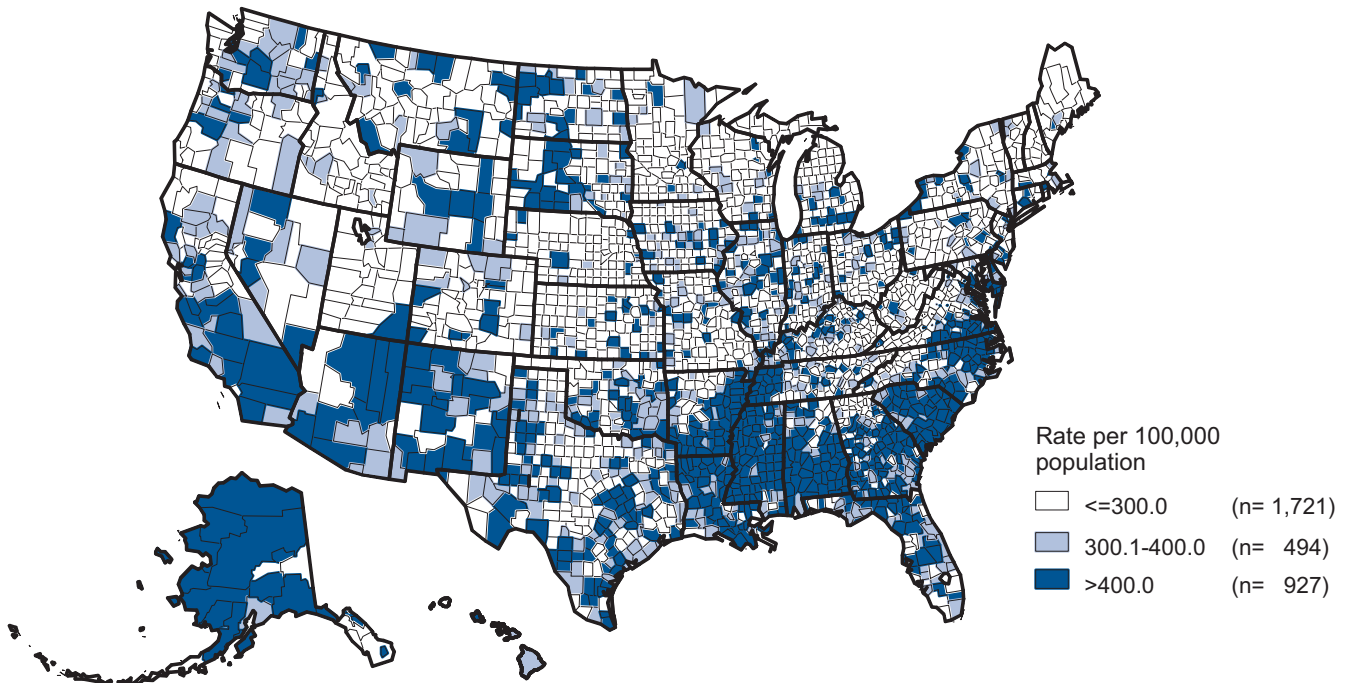 Rate per 100,000
population
<=300.0 (n= 1,721)
300.1-400.0 (n= 494)
>400.0 (n= 927)